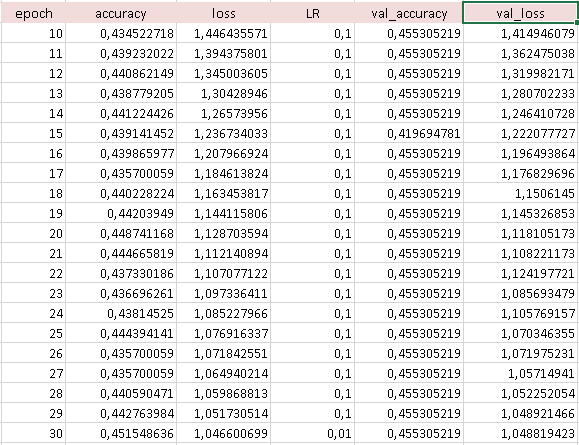 epoch accuracy loss LR val_accuracy val_loss
10 0,434522718 1,446435571 0,1 0,455305219 1,414946079
11 0,439232022 1,394375801 0,1 0,455305219 1,362475038
12 0,440862149 1,345003605 0,1 0,455305219 1,319982171
13 0,438779205 1,30428946 0,1 0,455305219 1,280702233
14 0,441224426 1,26573956 0,1 0,455305219 1,246410728
15 0,439141452 1,236734033 0,1 0,419694781 1,222077727
16 0,439865977 1,207966924 0,1 0,455305219 1,196493864
17 0,435700059 1,184613824 0,1 0,455305219 1,176829696
18 0,440228224 1,163453817 0,1 0,455305219 1,1506145
19 0,44203949 1,144115806 0,1 0,455305219 1,145326853
20 0,448741168 1,128703594 0,1 0,455305219 1,118105173
21 0,444665819 1,112140894 0,1 0,455305219 1,108221173
22 0,437330186 1,107077122 0,1 0,455305219 1,124197721
23 0,436696261 1,097336411 0,1 0,455305219 1,085693479
24 0,43814525 1,085227966 0,1 0,455305219 1,105769157
25 0,444394141 1,076916337 0,1 0,455305219 1,070346355
26 0,435700059 1,071842551 0,1 0,455305219 1,071975231
27 0,435700059 1,064940214 0,1 0,455305219 1,05714941
28 0,440590471 1,059868813 0,1 0,455305219 1,052252054
29 0,442763984 1,051730514 0,1 0,455305219 1,048921466
30 0,451548636 1,046600699 0,01 0,455305219 1,048819423